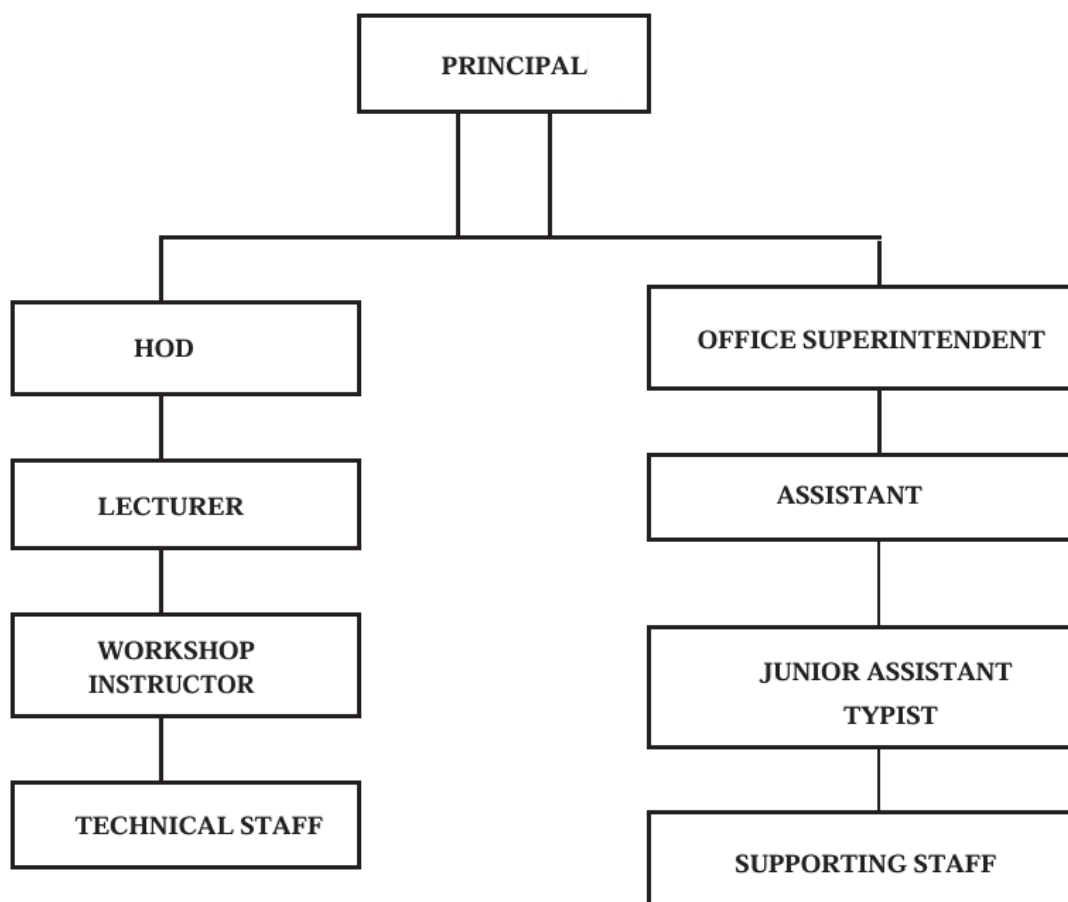 PRINCIPAL
HOD
LECTURER
WORKSHOP
INSTRUCTOR
TECHNICAL STAFF
OFFICE SUPERINTENDENT
ASSISTANT
JUNIOR ASSISTANT
TYPIST
SUPPORTING STAFF